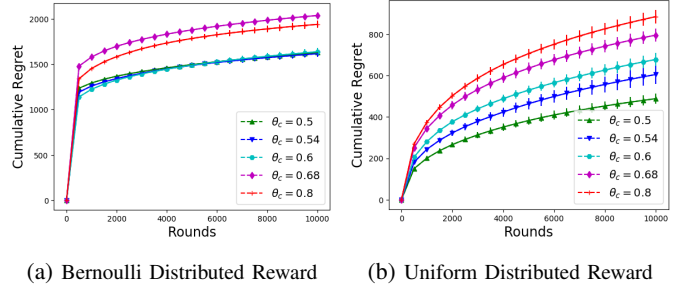 Cumulative Regret
2000
1500
1000
500
0
0 2000 4000 6000 8000 10000
Rounds
θc = 0.5
θc = 0.54
θc = 0.6
θc = 0.68
θc = 0.8
(a) Bernoulli Distributed Reward
Cumulative Regret
800
600
400
200
0
0 2000 4000 6000 8000 10000
Rounds
θc = 0.5
θc = 0.54
θc = 0.6
θc = 0.68
θc = 0.8
(b) Uniform Distributed Reward